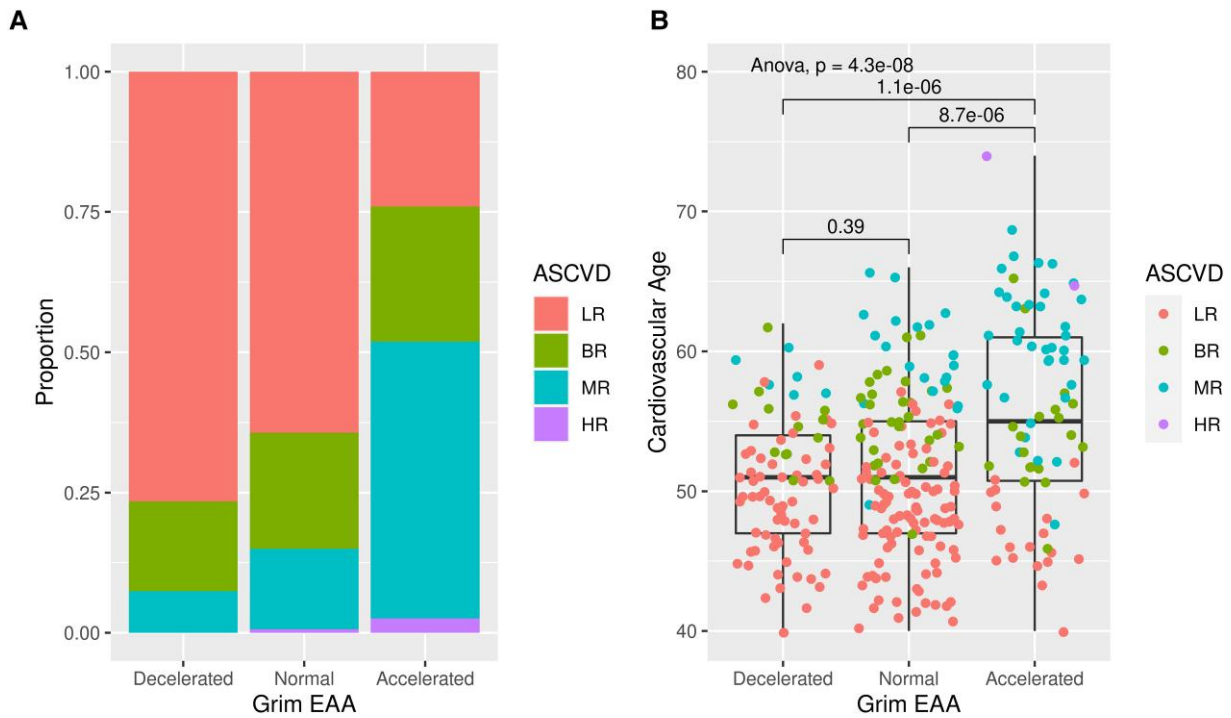 A
1.00
0.75
0.50
0.25
0.00
Proportion
Decelerated Normal Accelerated
Grim EAA
ASCVD
LR
BR
MR
HR
B
80
70
60
50
40
Cardiovascular Age
Anova, p = 4.3e-08
1.1e-06
8.7e-06
0.39
Decelerated Normal Accelerated
Grim EAA
ASCVD
LR
BR
MR
HR